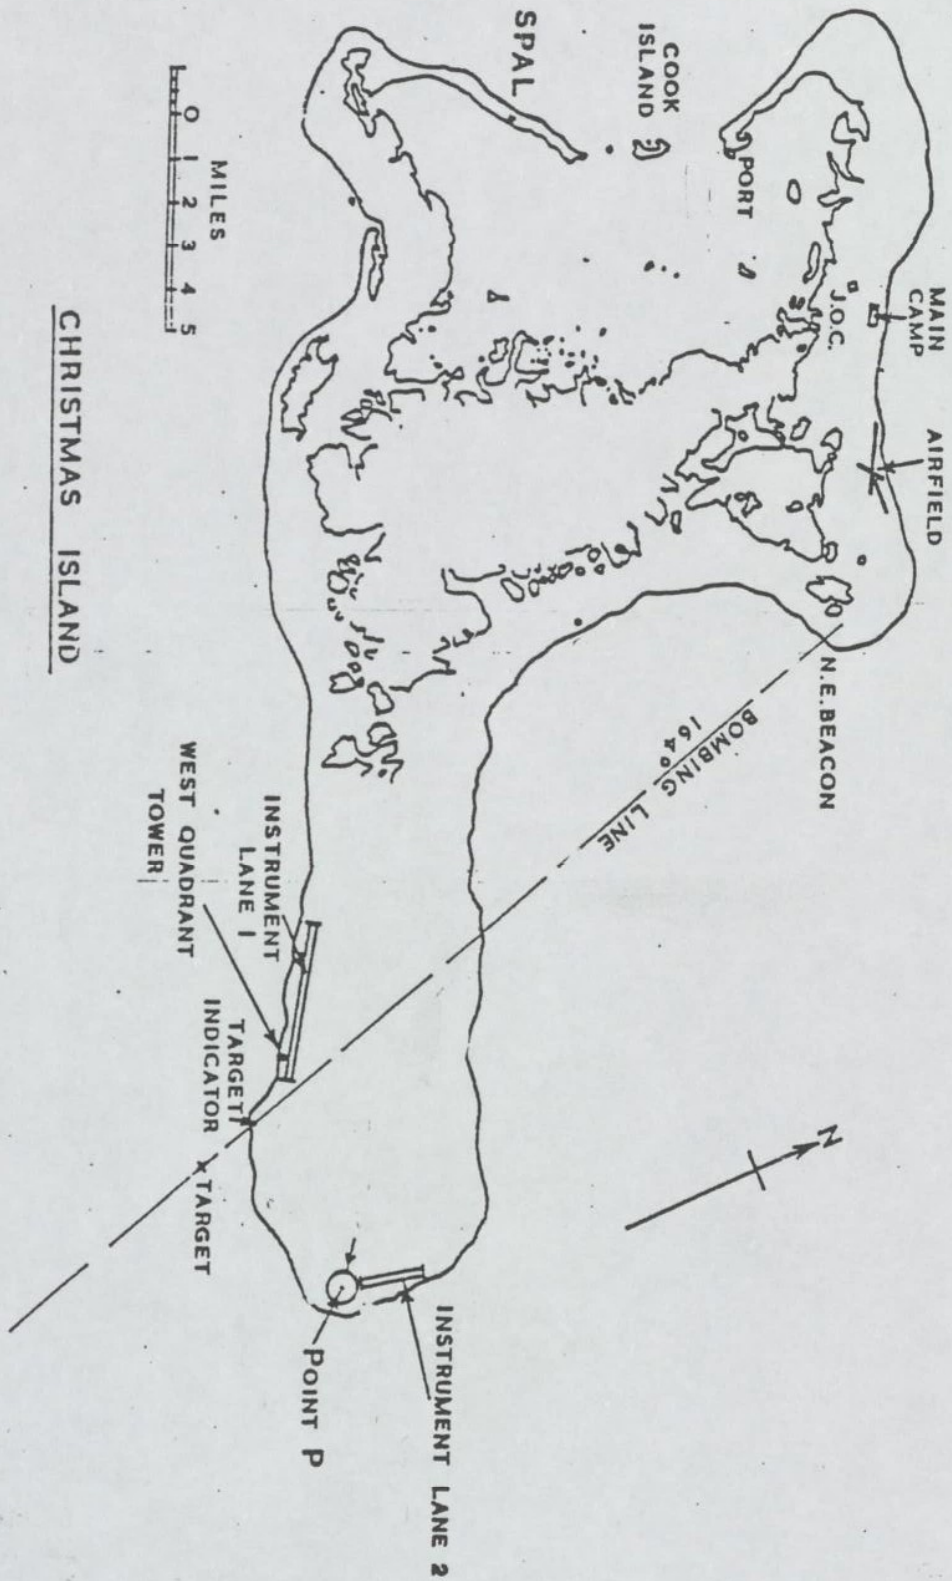 SPAL
COOK
ISLAND
PORT
J.O.C.
MAIN
CAMP
AIRFIELD
N.E. BEACON
BOMBING LINE
164°
N
0 1 2 3 4 5
MILES
CHRISTMAS ISLAND
WEST QUADRANT
TOWER
INSTRUMENT
LANE 1
TARGET
INDICATOR
TARGET
POINT P
INSTRUMENT LANE 2